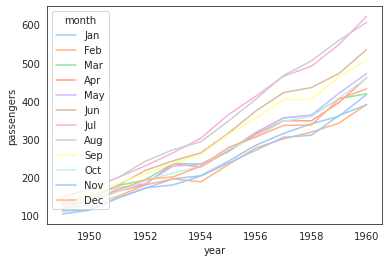 month
Jan
Feb
Mar
Apr
May
Jun
Jul
Aug
Sep
Oct
Nov
Dec
600
500
400
300
200
100
passengers
1950
1952
1954
1956
1958
1960
year